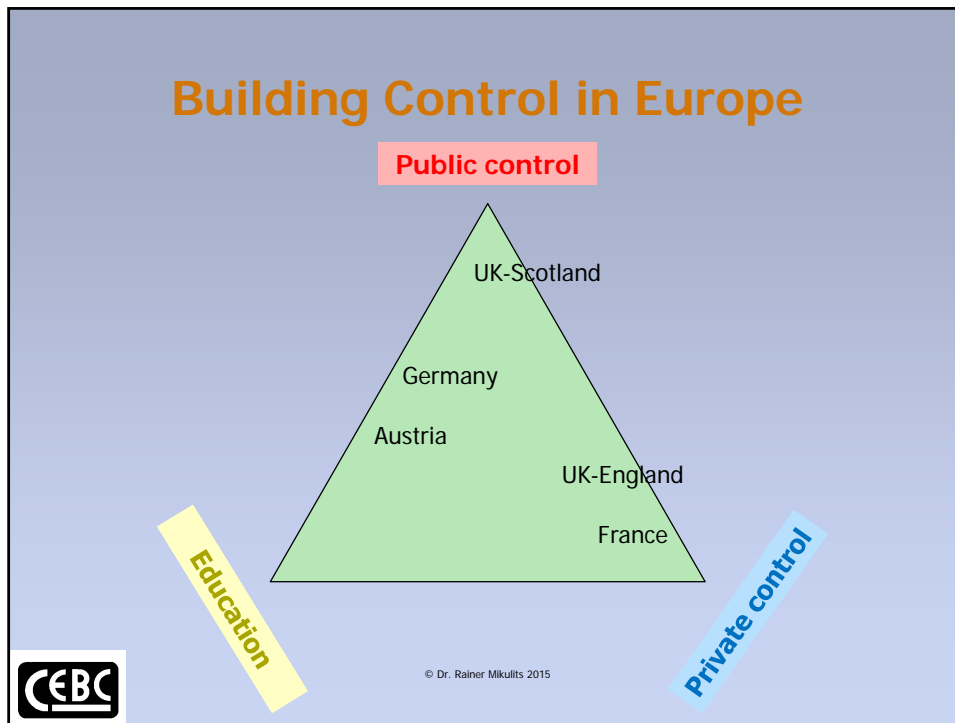 Building Control in Europe
Public control
UK-Scotland
Germany
Austria
UK-England
France
Education
Private control
© Dr. Rainer Mikulits 2015
CEBC